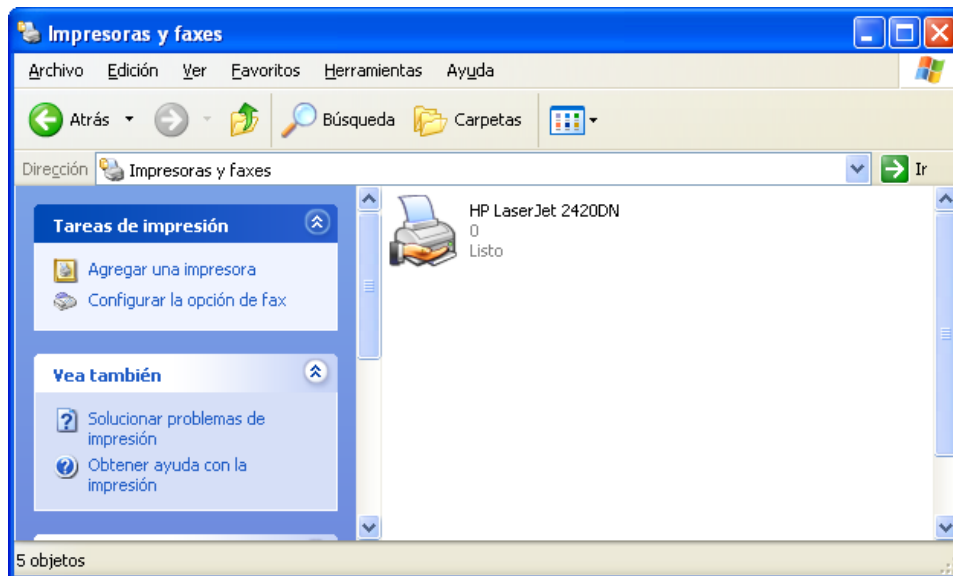 Impresoras y faxes
Archivo Edición Ver Favoritos Herramientas Ayuda
Atrás Búsqueda Carpetas
Dirección Impresoras y faxes Ir
Tareas de impresión
Agregar una impresora
Configurar la opción de fax
Vea también
Solucionar problemas de
impresión
Obtener ayuda con la
impresión
HP LaserJet 2420DN
0
Listo
5 objetos